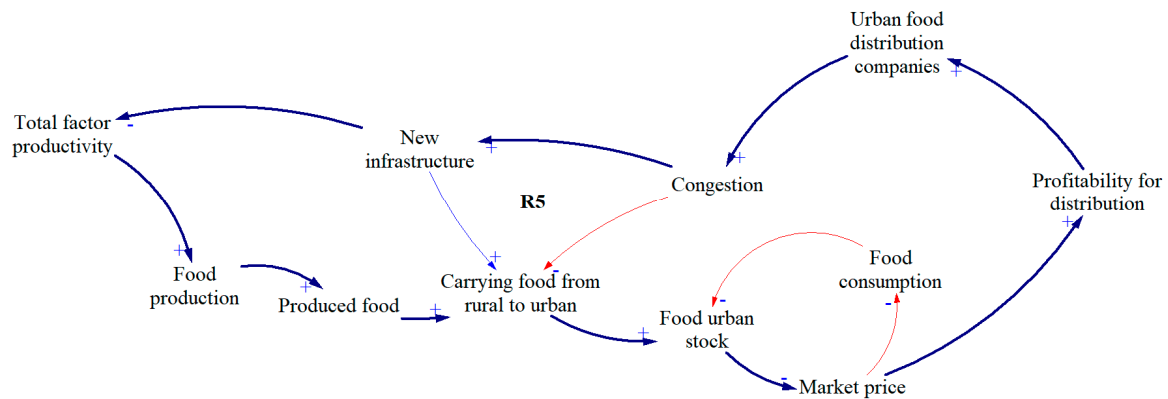 Urban food
distribution
companies
+
Total factor
productivity
-
New
infrastructure
+
Congestion
+
Profitability for
distribution
+
R5
+
Food
production
+
Produced food
+
Carrying food from
rural to urban
+
-
Food
consumption
-
Food urban
stock
+
-
Market price
-